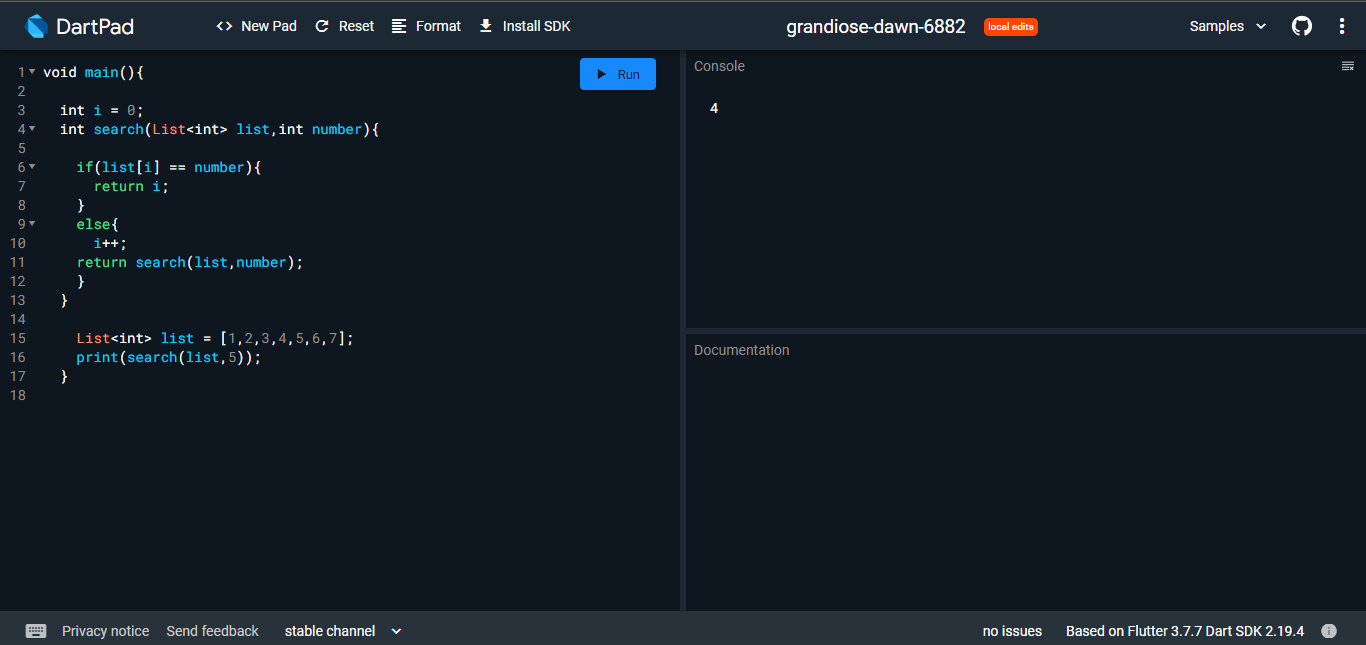 DartPad
<> New Pad Reset Format Install SDK
grandiose-dawn-6882 local edits
Samples
Run
1 void main(){
2
3   int i = 0;
4   int search(List<int> list,int number){
5
6     if(list[i] == number){
7       return i;
8     }
9     else{
10       i++;
11     return search(list,number);
12     }
13   }
14
15     List<int> list = [1,2,3,4,5,6,7];
16     print(search(list,5));
17   }
18
Console
4
Documentation
Privacy notice Send feedback stable channel
no issues Based on Flutter 3.7.7 Dart SDK 2.19.4